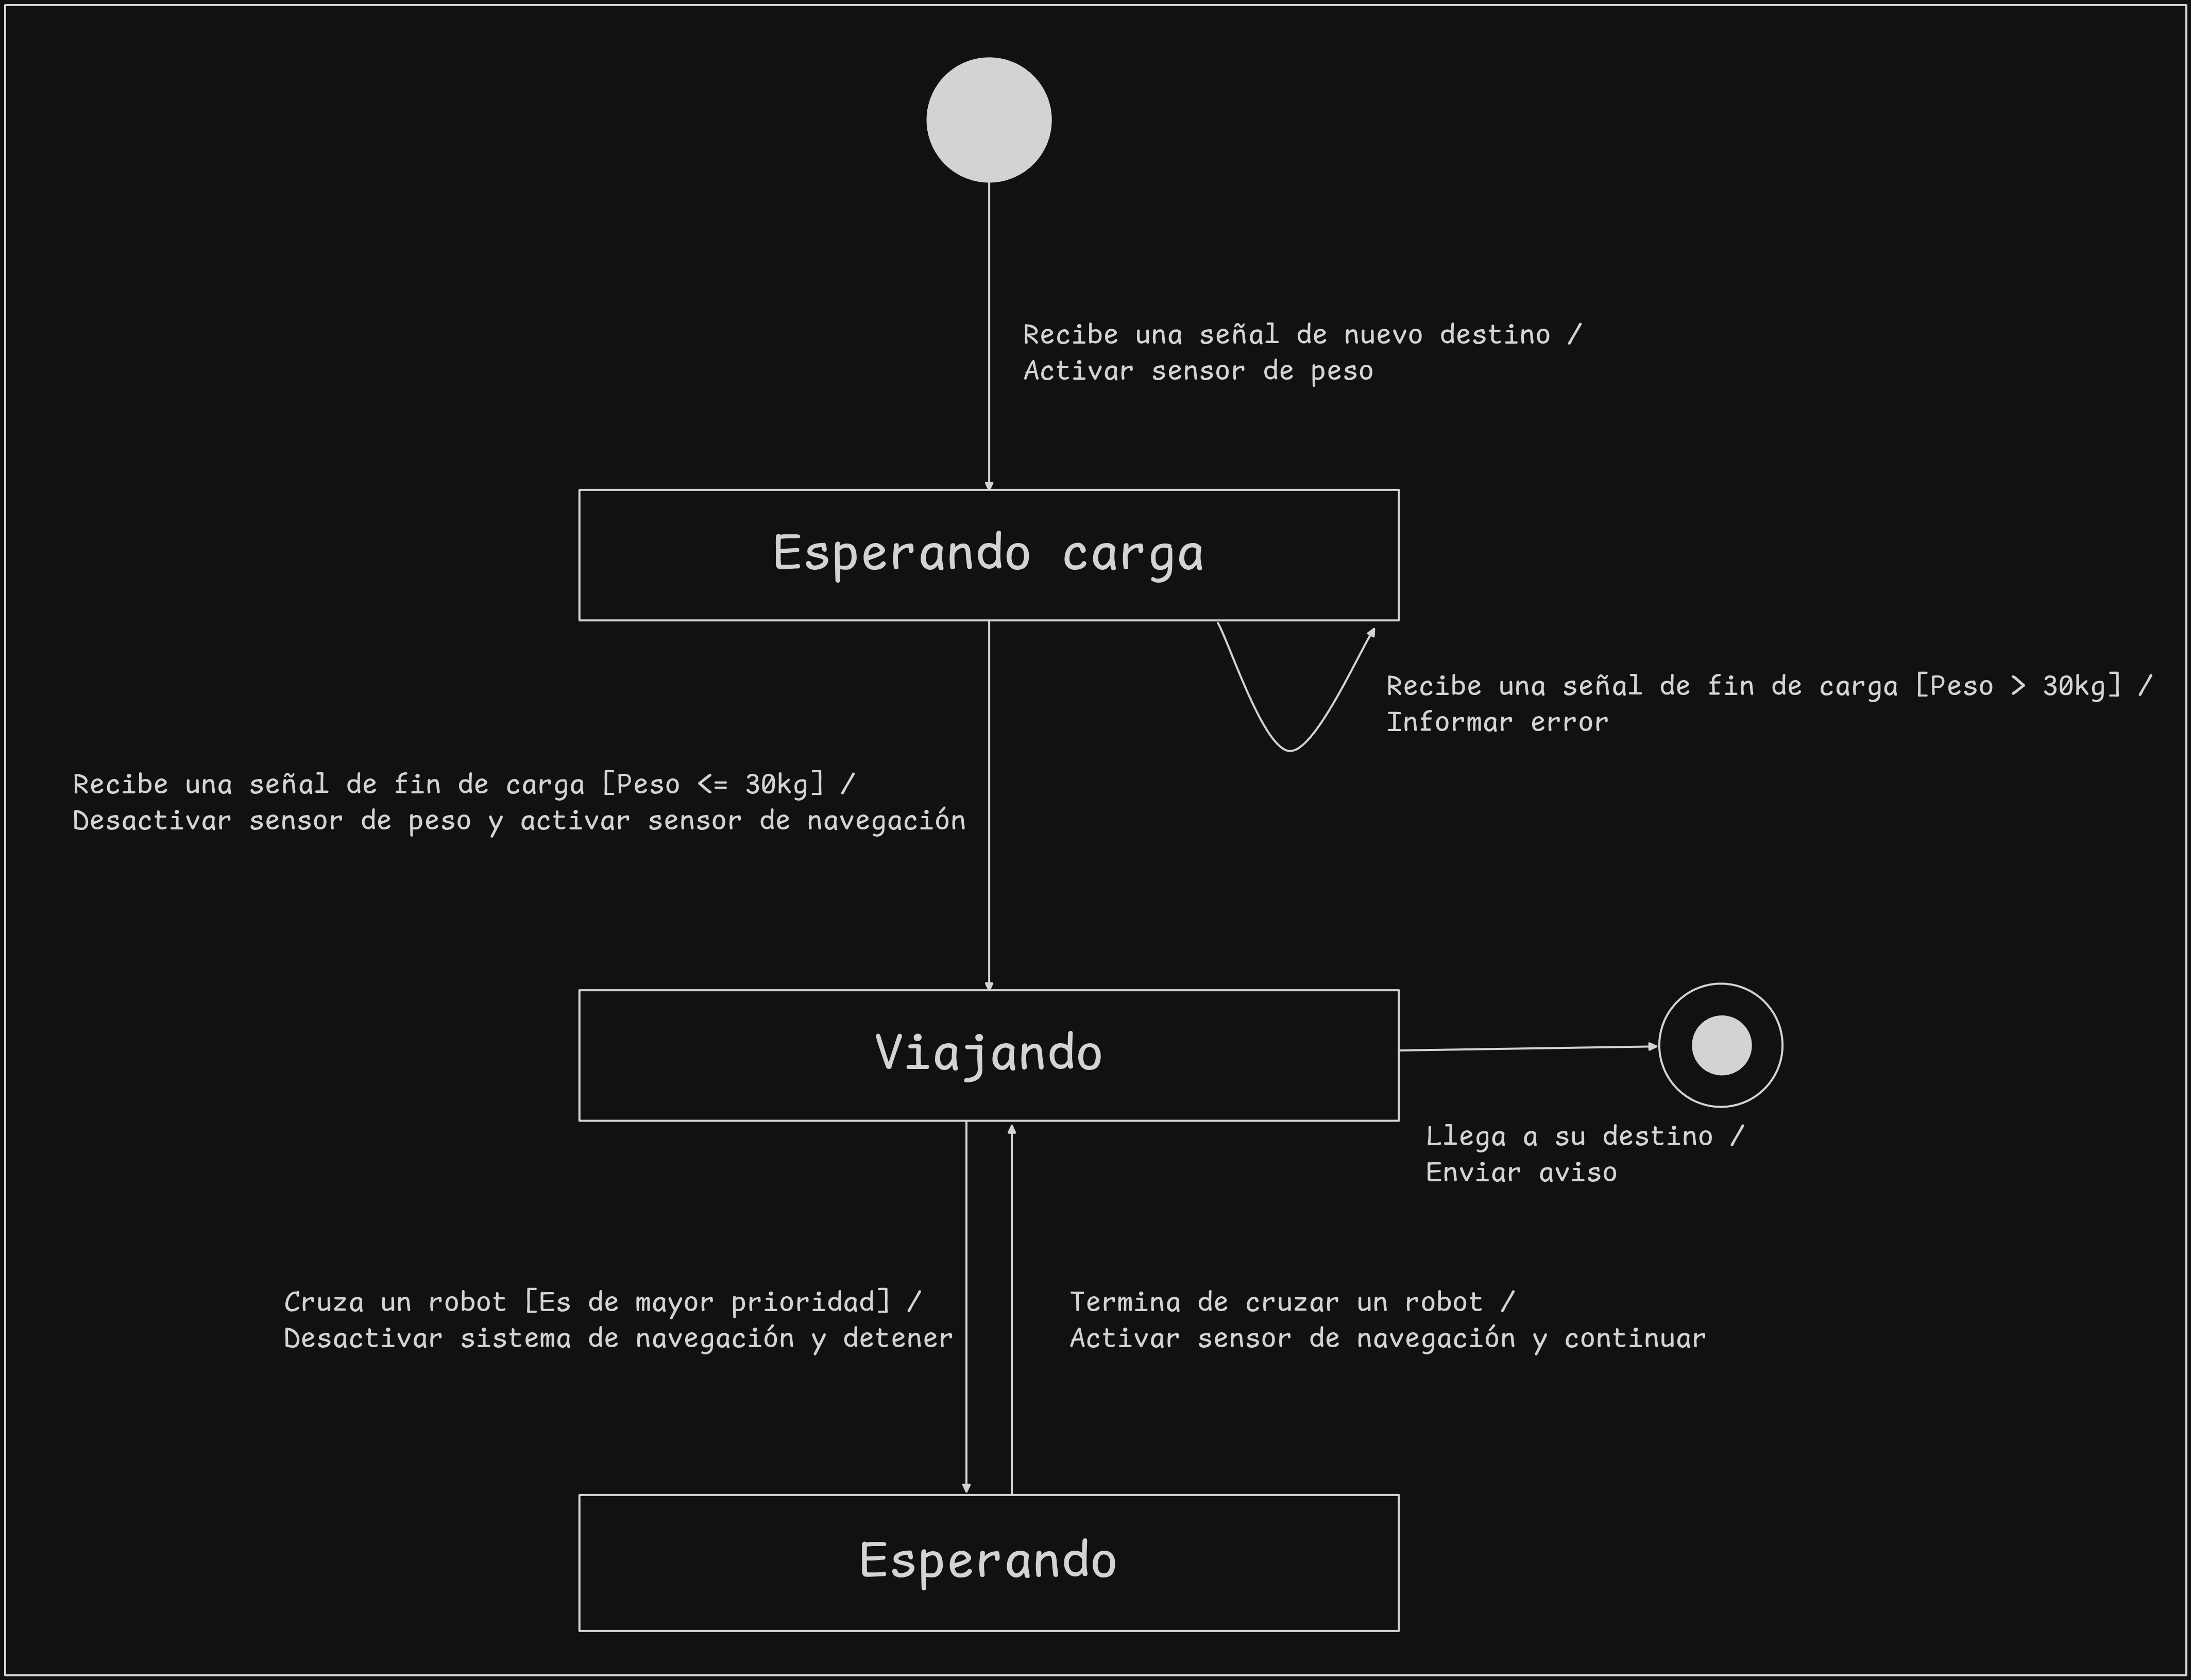 Recibe una señal de nuevo destino /
Activar sensor de peso
Esperando carga
Recibe una señal de fin de carga [Peso > 30kg] /
Informar error
Recibe una señal de fin de carga [Peso <= 30kg] /
Desactivar sensor de peso y activar sensor de navegación
Viajando
Llega a su destino /
Enviar aviso
Cruza un robot [Es de mayor prioridad] /
Desactivar sistema de navegación y detener
Termina de cruzar un robot /
Activar sensor de navegación y continuar
Esperando